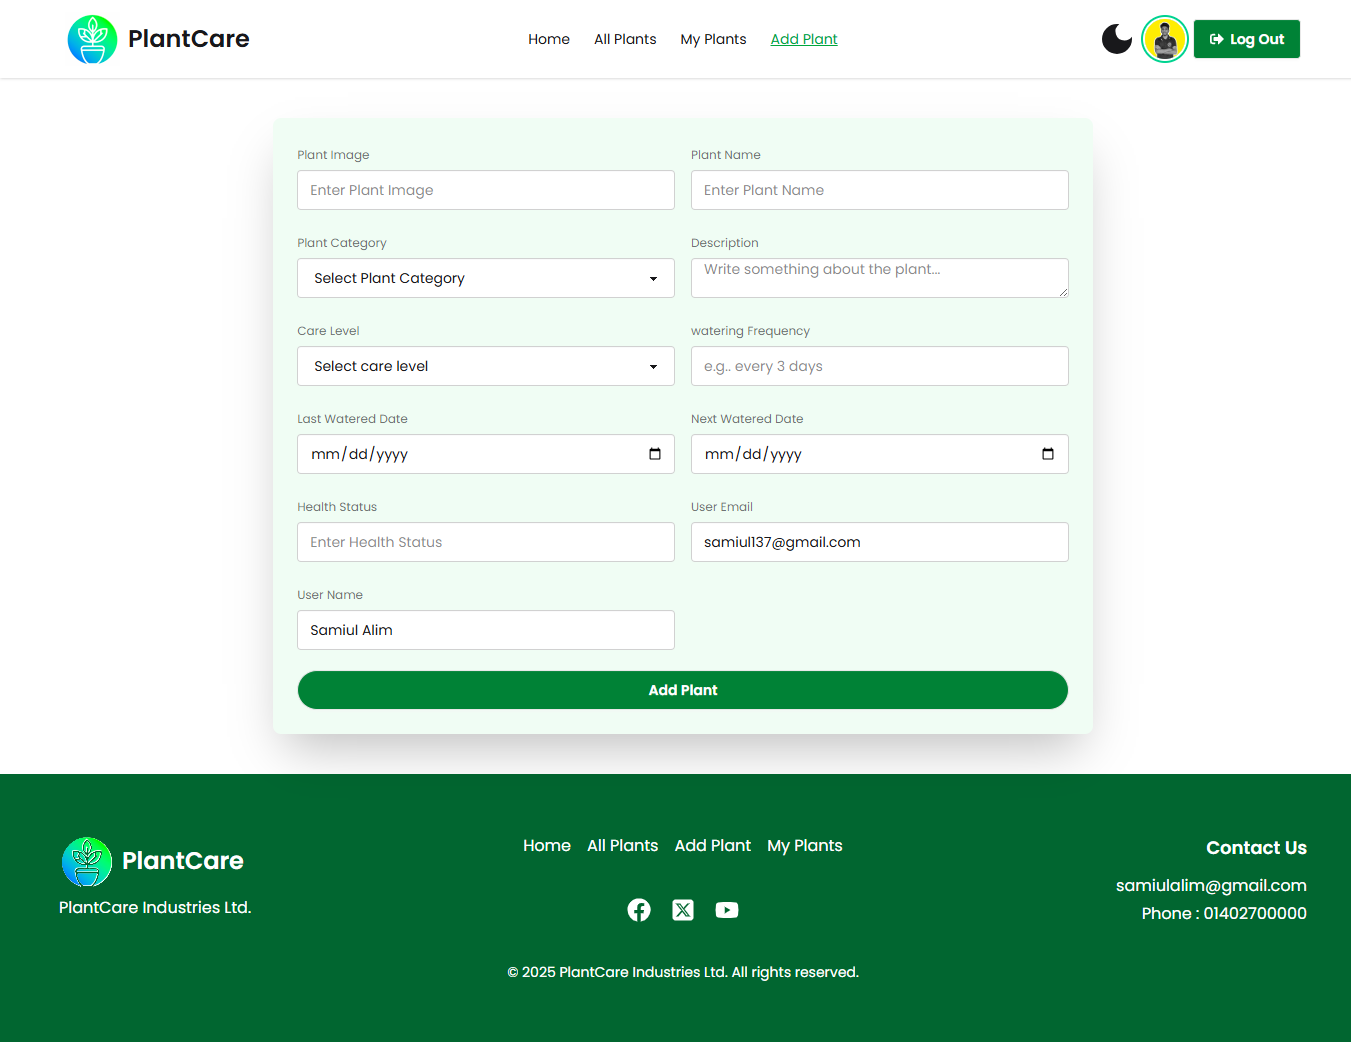 PlantCare
Home All Plants My Plants Add Plant
Log Out
Plant Image
Enter Plant Image
Plant Name
Enter Plant Name
Plant Category
Select Plant Category
Description
Write something about the plant...
Care Level
Select care level
watering Frequency
e.g.. every 3 days
Last Watered Date
mm/dd/yyyy
Next Watered Date
mm/dd/yyyy
Health Status
Enter Health Status
User Email
samiul137@gmail.com
User Name
Samiul Alim
Add Plant
PlantCare
PlantCare Industries Ltd.
Home All Plants Add Plant My Plants
© 2025 PlantCare Industries Ltd. All rights reserved.
Contact Us
samiulalim@gmail.com
Phone : 01402700000